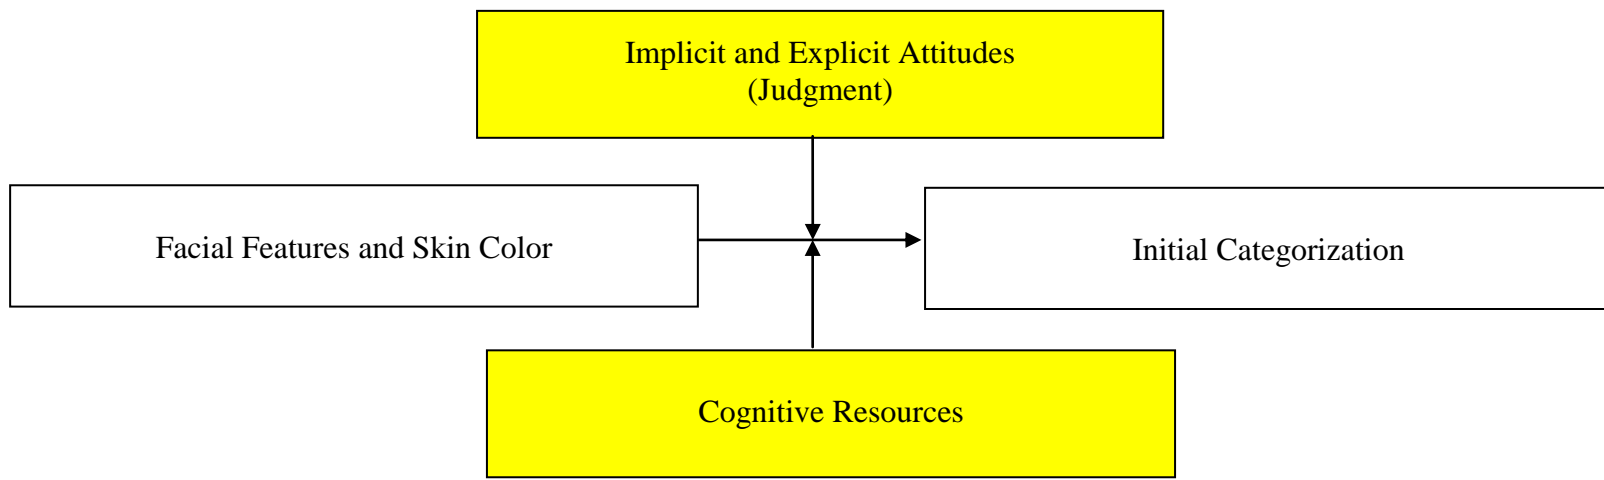 Implicit and Explicit Attitudes
(Judgment)
Facial Features and Skin Color
Initial Categorization
Cognitive Resources